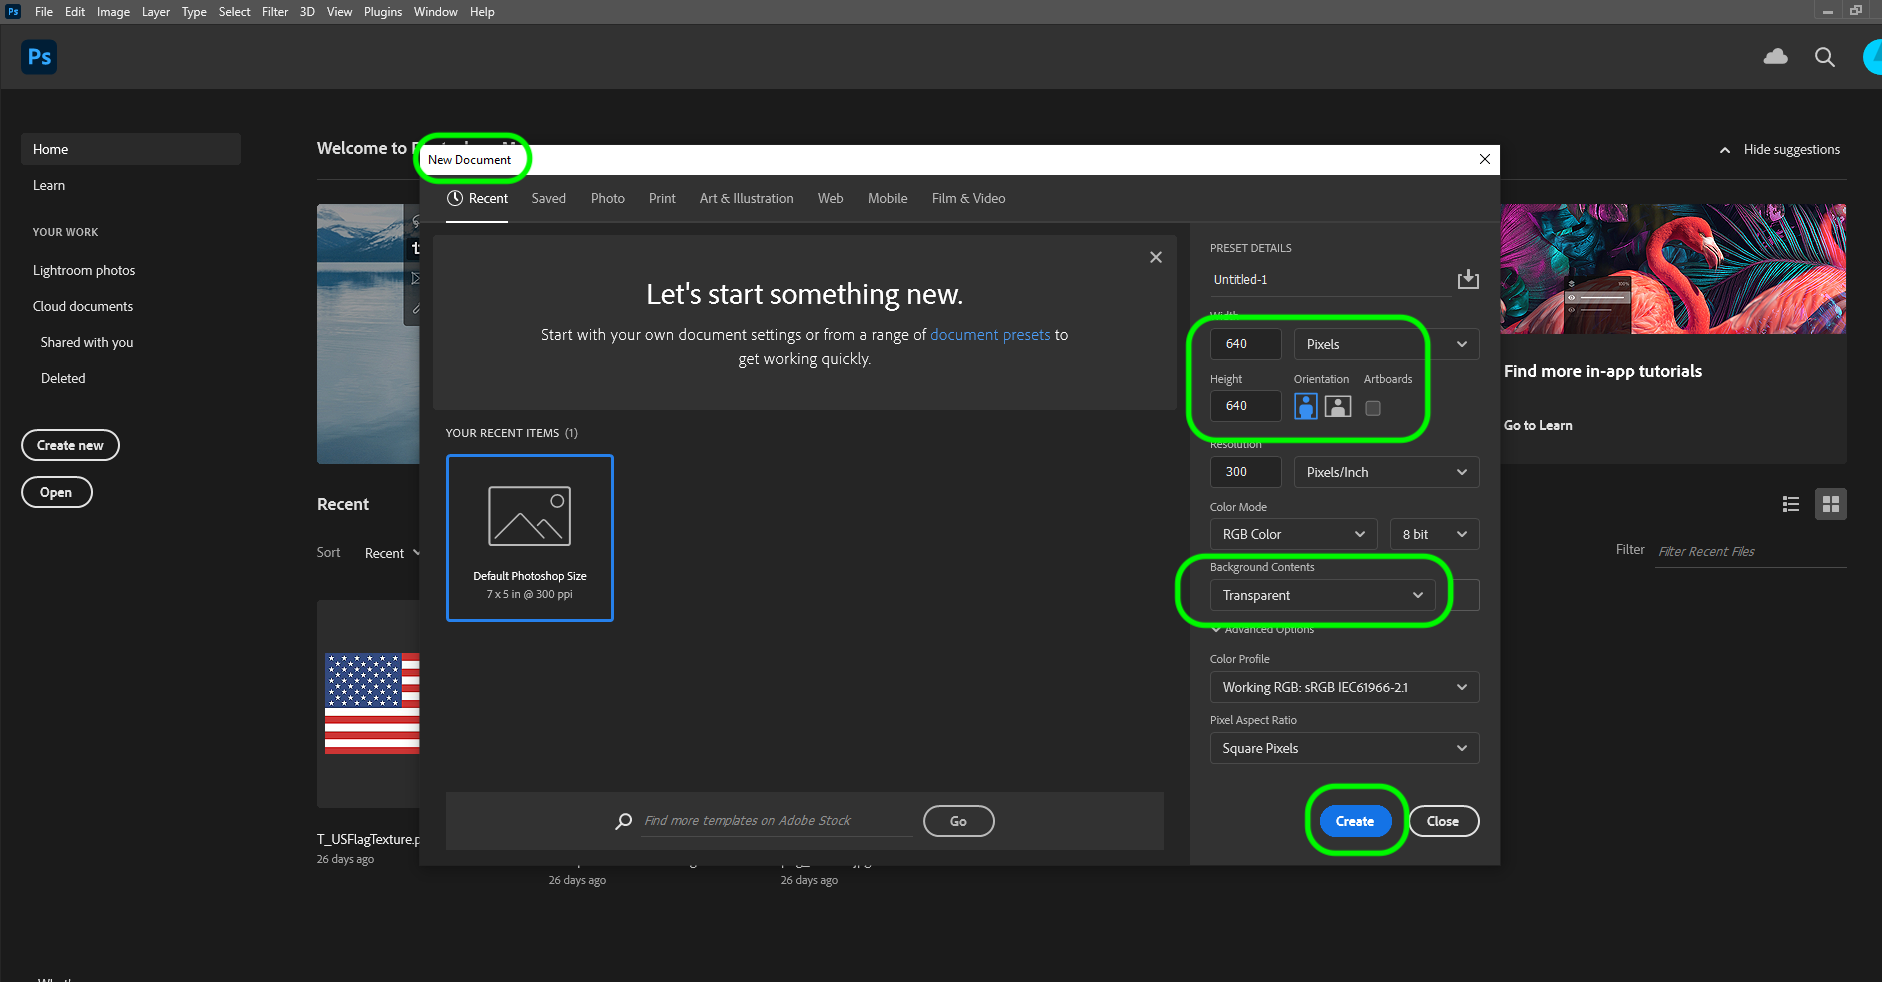 Ps File Edit Image Layer Type Select Filter 3D View Plugins Window Help
Ps
Home
Learn
YOUR WORK
Lightroom photos
Cloud documents
Shared with you
Deleted
Create new
Open
Welcome to
Hide suggestions
New Document
Recent Saved Photo Print Art & Illustration Web Mobile Film & Video
Let's start something new.
Start with your own document settings or from a range of document presets to
get working quickly.
YOUR RECENT ITEMS (1)
Default Photoshop Size
7 x 5 in @ 300 ppi
Find more templates on Adobe Stock
Go
PRESET DETAILS
Untitled-1
Width
640 Pixels
Height Orientation Artboards
640
Resolution
300 Pixels/Inch
Color Mode
RGB Color 8 bit
Background Contents
Transparent
Advanced Options
Color Profile
Working RGB: sRGB IEC61966-2.1
Pixel Aspect Ratio
Square Pixels
Create Close
100%
Find more in-app tutorials
Go to Learn
Recent
Sort Recent
Filter Filter Recent Files
T_USFlagTexture.p
26 days ago
26 days ago
26 days ago